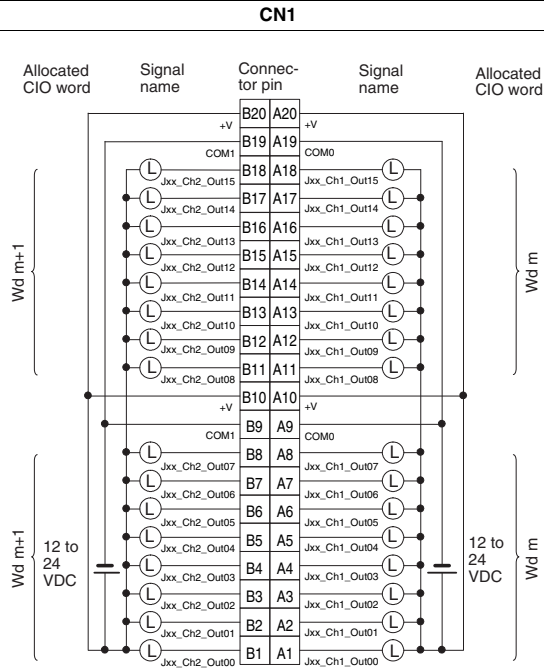 CN1
Allocated
CIO word
Signal
name
Connec-
tor pin
Signal
name
Allocated
CIO word
B20 A20
+V +V
B19 A19
COM1 COM0
L B18 A18 L
Jxx_Ch2_Out15 Jxx_Ch1_Out15
L B17 A17 L
Jxx_Ch2_Out14 Jxx_Ch1_Out14
L B16 A16 L
Jxx_Ch2_Out13 Jxx_Ch1_Out13
L B15 A15 L
Jxx_Ch2_Out12 Jxx_Ch1_Out12
Wd m+1 Wd m
L B14 A14 L
Jxx_Ch2_Out11 Jxx_Ch1_Out11
L B13 A13 L
Jxx_Ch2_Out10 Jxx_Ch1_Out10
L B12 A12 L
Jxx_Ch2_Out09 Jxx_Ch1_Out09
L B11 A11 L
Jxx_Ch2_Out08 Jxx_Ch1_Out08
B10 A10
+V +V
B9 A9
COM1 COM0
L B8 A8 L
Jxx_Ch2_Out07 Jxx_Ch1_Out07
L B7 A7 L
Jxx_Ch2_Out06 Jxx_Ch1_Out06
L B6 A6 L
Jxx_Ch2_Out05 Jxx_Ch1_Out05
L B5 A5 L
Jxx_Ch2_Out04 Jxx_Ch1_Out04
Wd m+1 Wd m
12 to
24
VDC
12 to
24
VDC
L B4 A4 L
Jxx_Ch2_Out03 Jxx_Ch1_Out03
L B3 A3 L
Jxx_Ch2_Out02 Jxx_Ch1_Out02
L B2 A2 L
Jxx_Ch2_Out01 Jxx_Ch1_Out01
L B1 A1 L
Jxx_Ch2_Out00 Jxx_Ch1_Out00